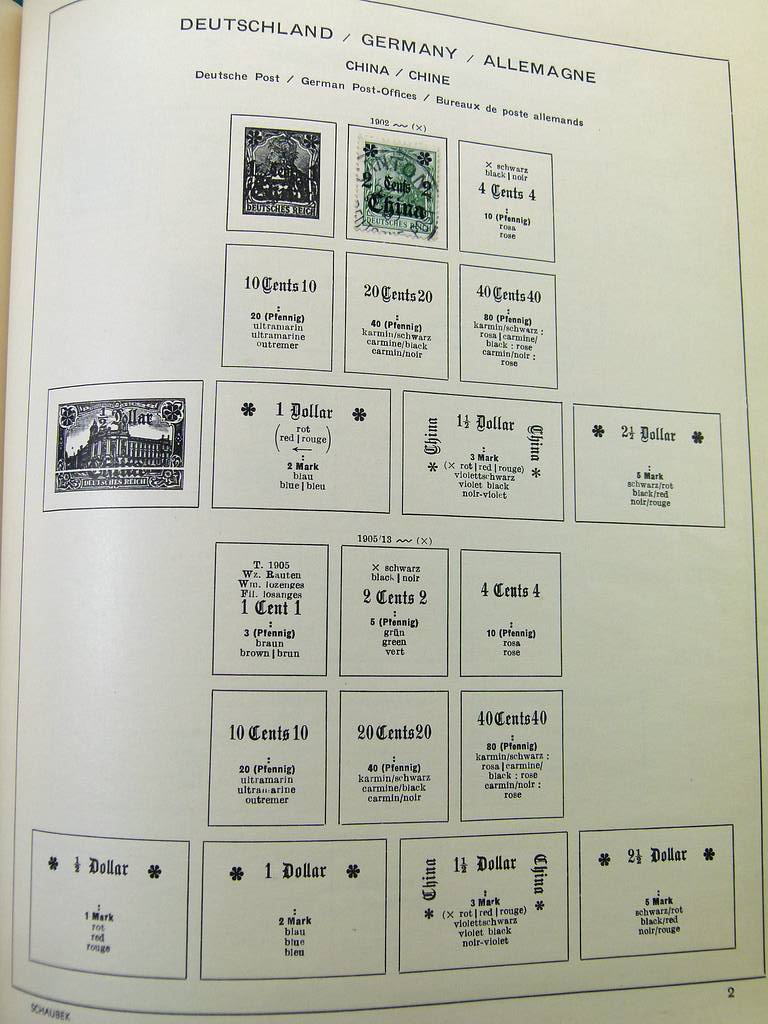 DEUTSCHLAND / GERMANY / ALLEMAGNE
CHINA / CHINE
Deutsche Post / German Post-Offices / Bureaux de poste allemands
1902 ~~ (×)
DEUTSCHES REICH
2 Cents 2
China
DEUTSCHES REICH
× schwarz
black | noir
4 Cents 4
:
10 (Pfennig)
rosa
rose
10 Cents 10
:
20 (Pfennig)
ultramarin
ultramarine
outremer
20 Cents 20
:
40 (Pfennig)
karmin/schwarz
carmine/black
carmin/noir
40 Cents 40
:
80 (Pfennig)
karmin/schwarz :
rosa | carmine/
black : rose
carmin/noir :
rose
½ Dollar
DEUTSCHES REICH
1 Dollar
rot
(red | rouge)
←
:
2 Mark
blau
blue | bleu
China
1½ Dollar
China
:
3 Mark
(× rot | red | rouge)
violettschwarz
violet black
noir-violet
2½ Dollar
:
5 Mark
schwarz/rot
black/red
noir/rouge
1905/13 ~~ (×)
T. 1905
Wz. Rauten
Wm. lozenges
Fil. losanges
1 Cent 1
:
3 (Pfennig)
braun
brown | brun
× schwarz
black | noir
2 Cents 2
:
5 (Pfennig)
grün
green
vert
4 Cents 4
:
10 (Pfennig)
rosa
rose
10 Cents 10
:
20 (Pfennig)
ultramarin
ultramarine
outremer
20 Cents 20
:
40 (Pfennig)
karmin/schwarz
carmine/black
carmin/noir
40 Cents 40
:
80 (Pfennig)
karmin/schwarz :
rosa | carmine/
black : rose
carmin/noir :
rose
½ Dollar
:
1 Mark
rot
red
rouge
1 Dollar
:
2 Mark
blau
blue
bleu
China
1½ Dollar
China
:
3 Mark
(× rot | red | rouge)
violettschwarz
violet black
noir-violet
2½ Dollar
:
5 Mark
schwarz/rot
black/red
noir/rouge
2
SCHAUBEK